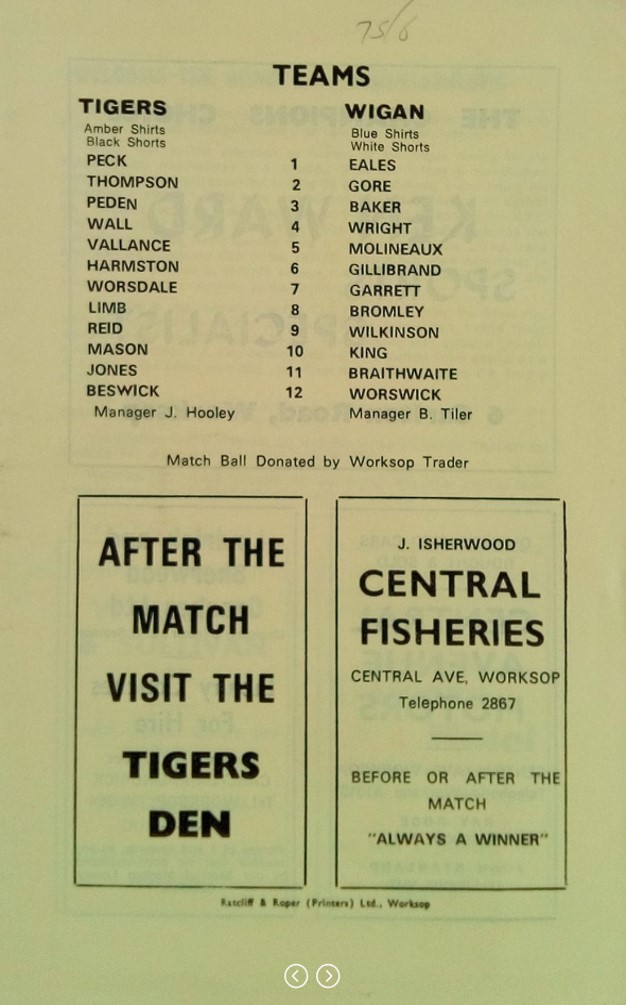 75/6
TEAMS
TIGERS WIGAN
Amber Shirts Blue Shirts
Black Shorts White Shorts
PECK 1 EALES
THOMPSON 2 GORE
PEDEN 3 BAKER
WALL 4 WRIGHT
VALLANCE 5 MOLINEAUX
HARMSTON 6 GILLIBRAND
WORSDALE 7 GARRETT
LIMB 8 BROMLEY
REID 9 WILKINSON
MASON 10 KING
JONES 11 BRAITHWAITE
BESWICK 12 WORSWICK
Manager J. Hooley Manager B. Tiler
Match Ball Donated by Worksop Trader
AFTER THE
MATCH
VISIT THE
TIGERS
DEN
J. ISHERWOOD
CENTRAL
FISHERIES
CENTRAL AVE, WORKSOP
Telephone 2867
BEFORE OR AFTER THE
MATCH
"ALWAYS A WINNER"
Ratcliff & Roper (Printers) Ltd., Worksop